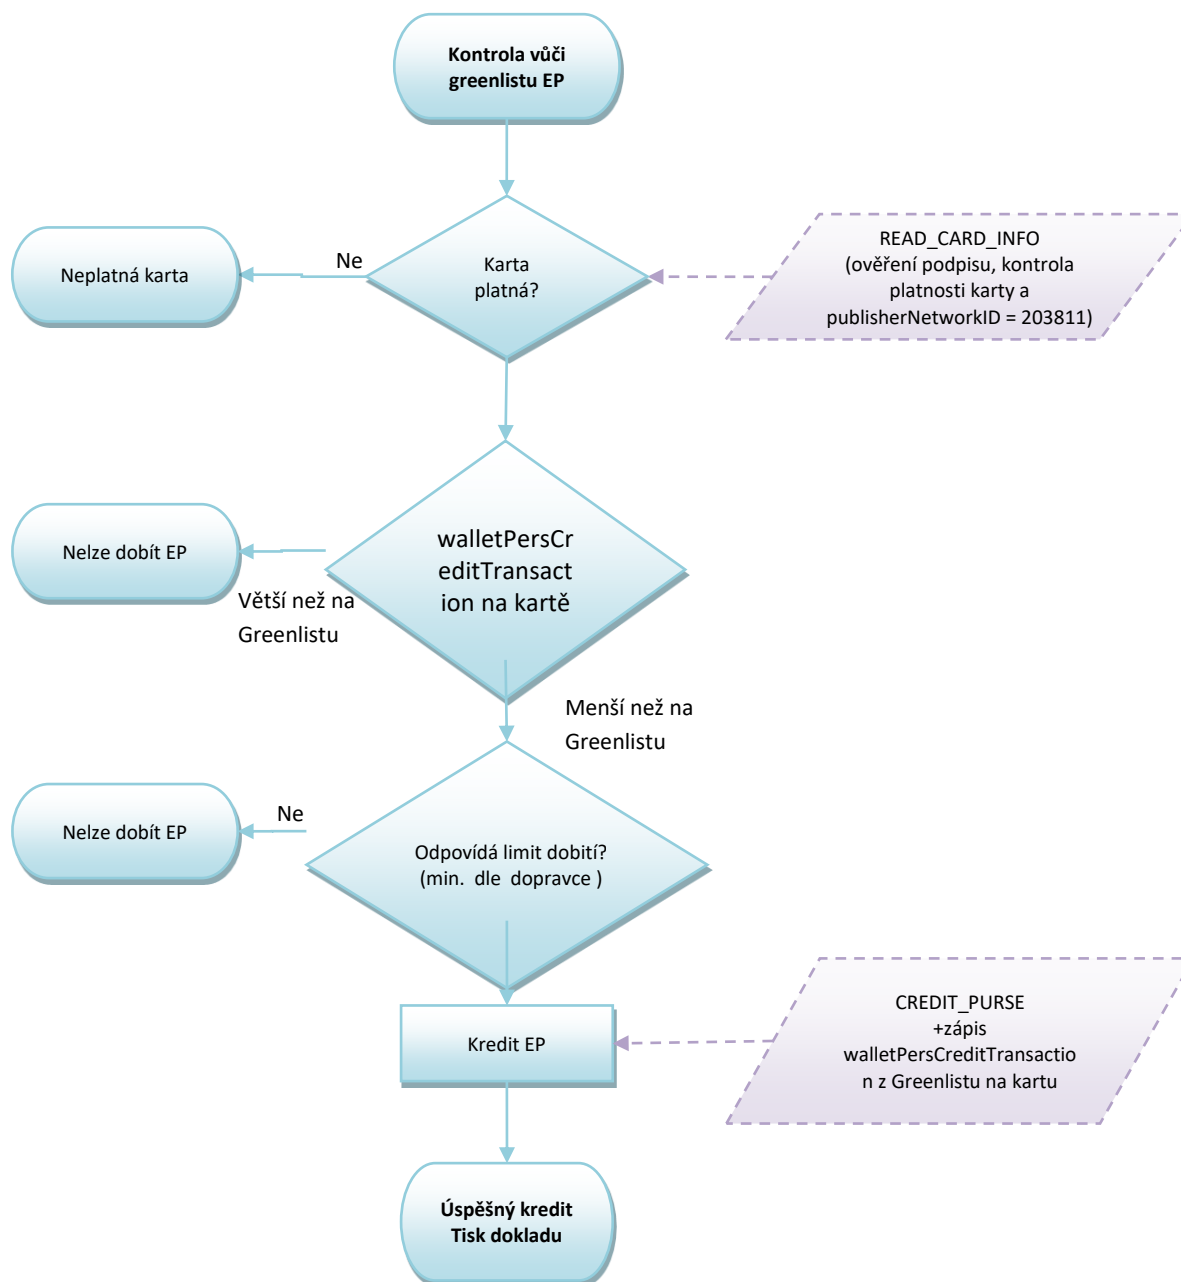 Kontrola vůči
greenlistu EP
Ne
Karta
platná?
Neplatná karta
READ_CARD_INFO
(ověření podpisu, kontrola
platnosti karty a
publisherNetworkID = 203811)
walletPersCr
editTransact
ion na kartě
Nelze dobít EP
Větší než na
Greenlistu
Menší než na
Greenlistu
Ne
Nelze dobít EP
Odpovídá limit dobití?
(min. dle dopravce )
CREDIT_PURSE
+zápis
walletPersCreditTransactio
n z Greenlistu na kartu
Kredit EP
Úspěšný kredit
Tisk dokladu